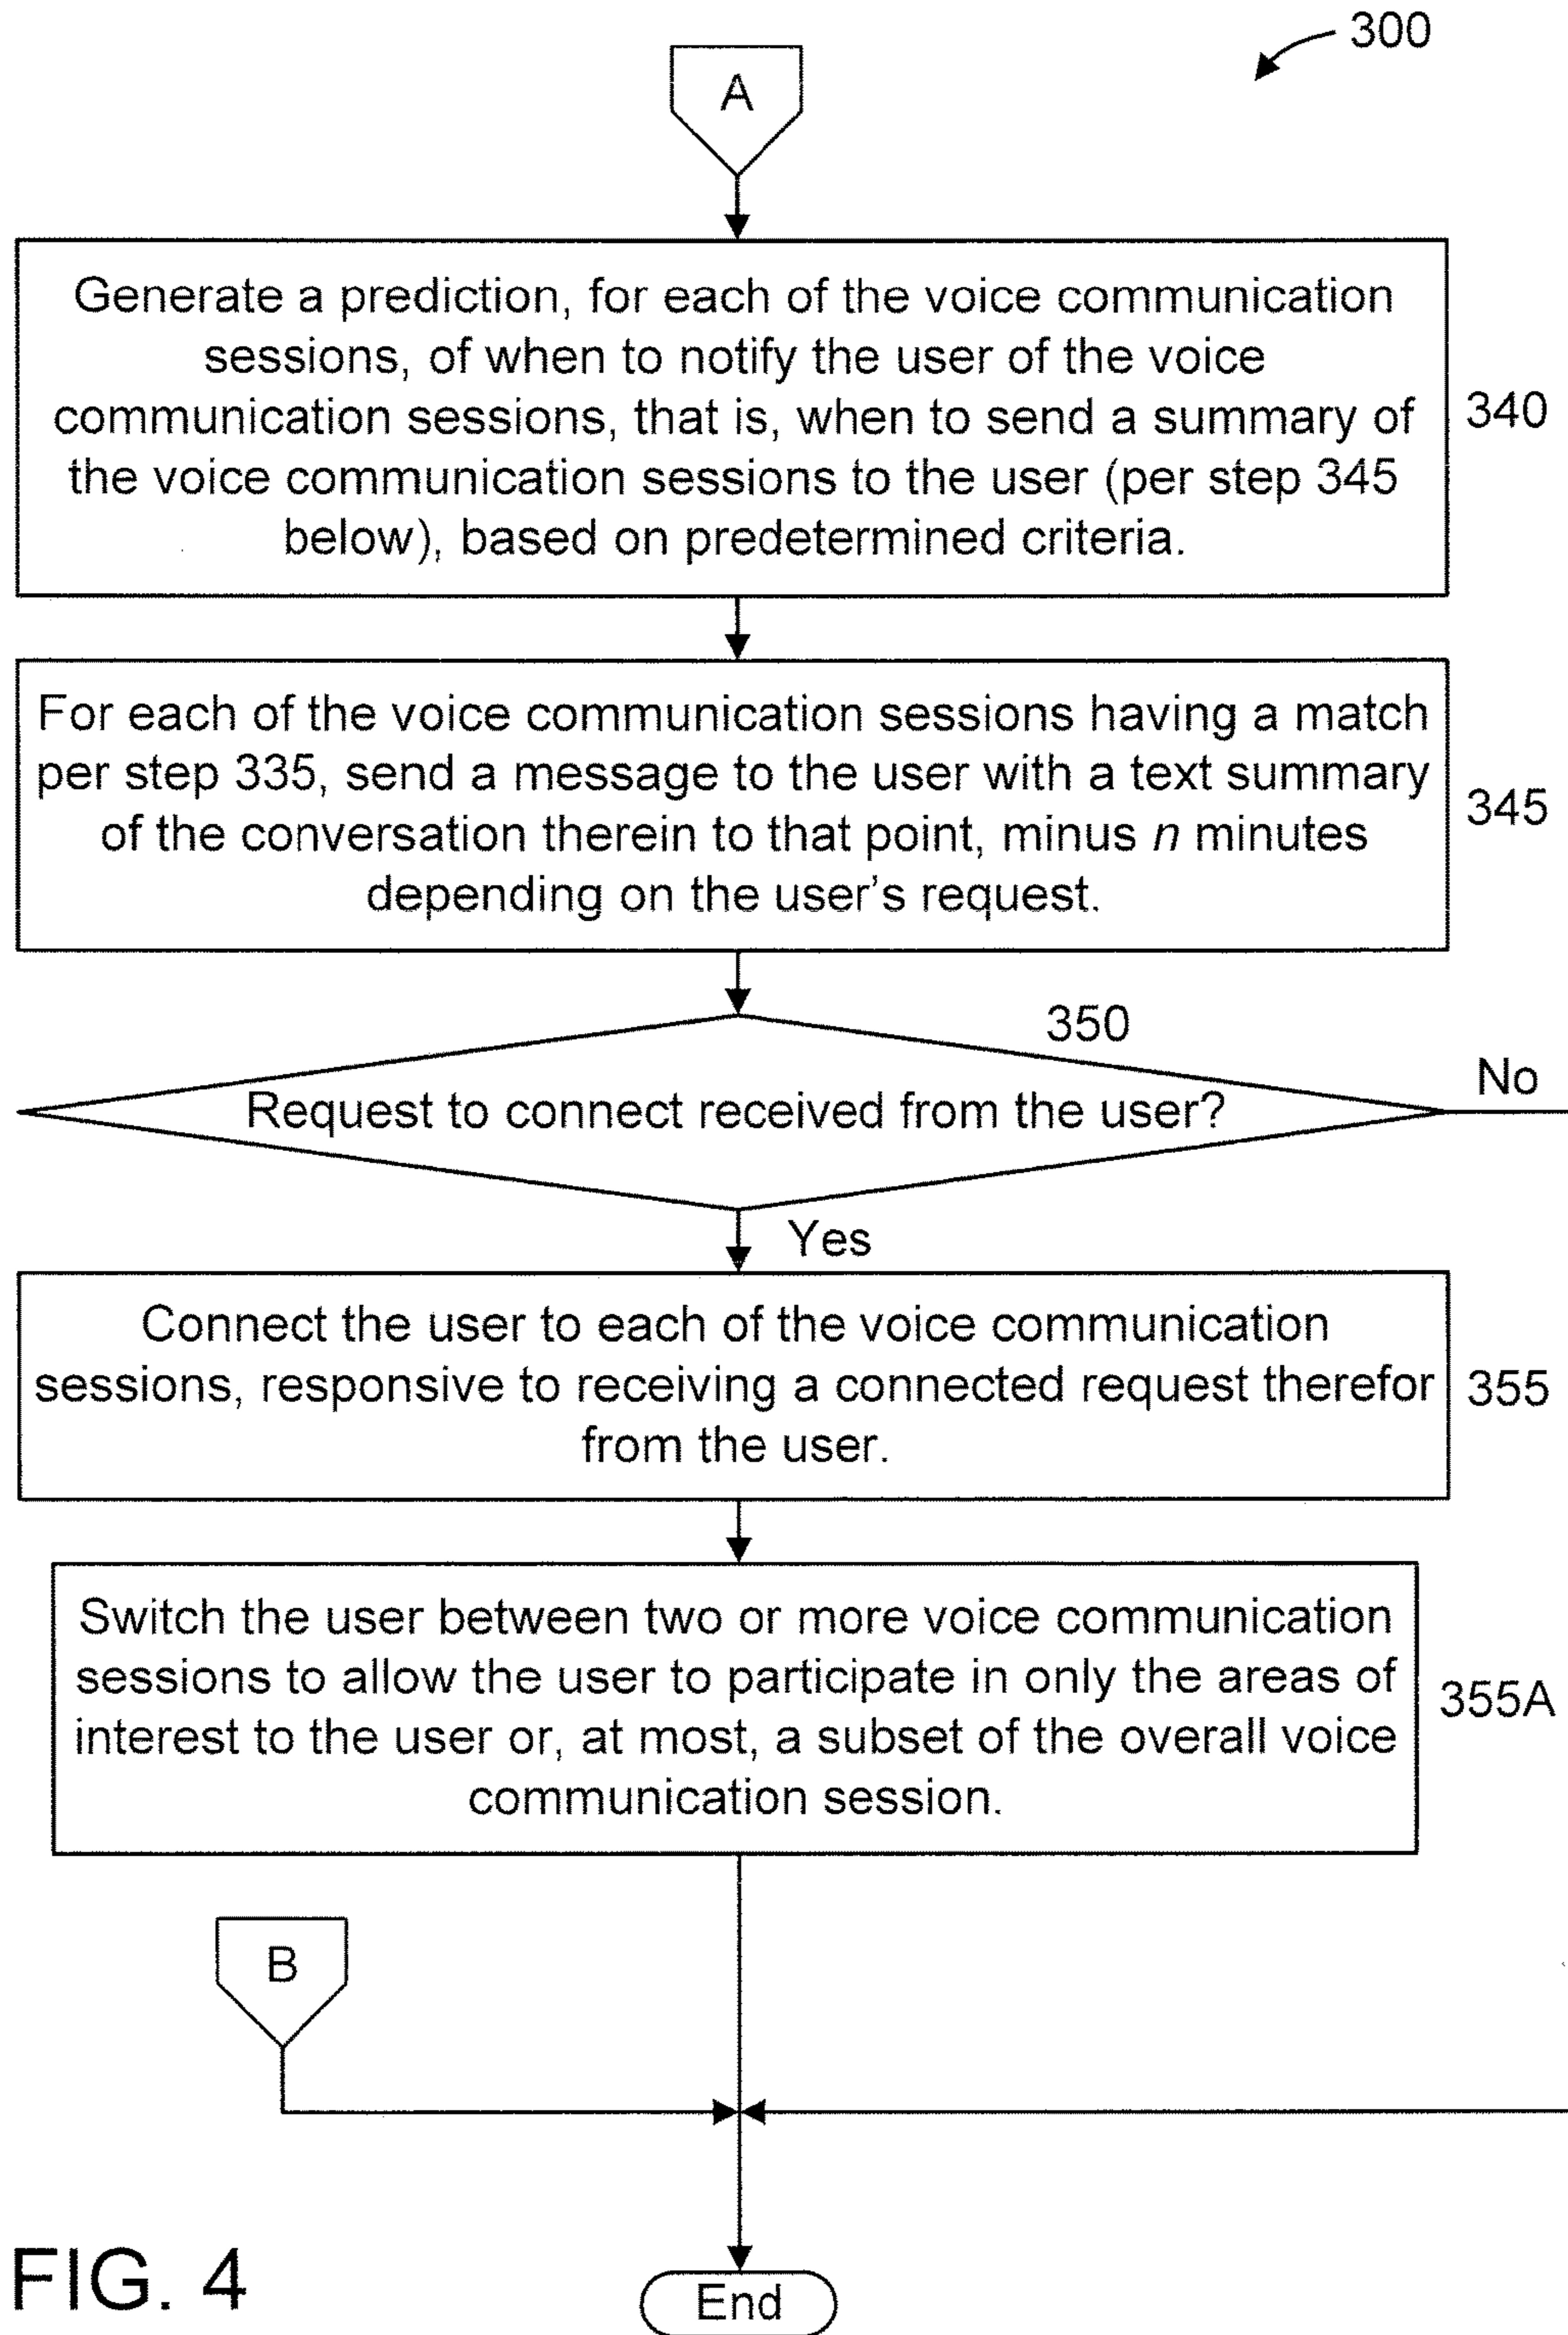 300
A
Generate a prediction, for each of the voice communication
sessions, of when to notify the user of the voice
communication sessions, that is, when to send a summary of
the voice communication sessions to the user (per step 345
below), based on predetermined criteria.
340
For each of the voice communication sessions having a match
per step 335, send a message to the user with a text summary
of the conversation therein to that point, minus n minutes
depending on the user's request.
345
350
Request to connect received from the user?
No
Yes
Connect the user to each of the voice communication
sessions, responsive to receiving a connected request therefor
from the user.
355
Switch the user between two or more voice communication
sessions to allow the user to participate in only the areas of
interest to the user or, at most, a subset of the overall voice
communication session.
355A
B
End
FIG. 4